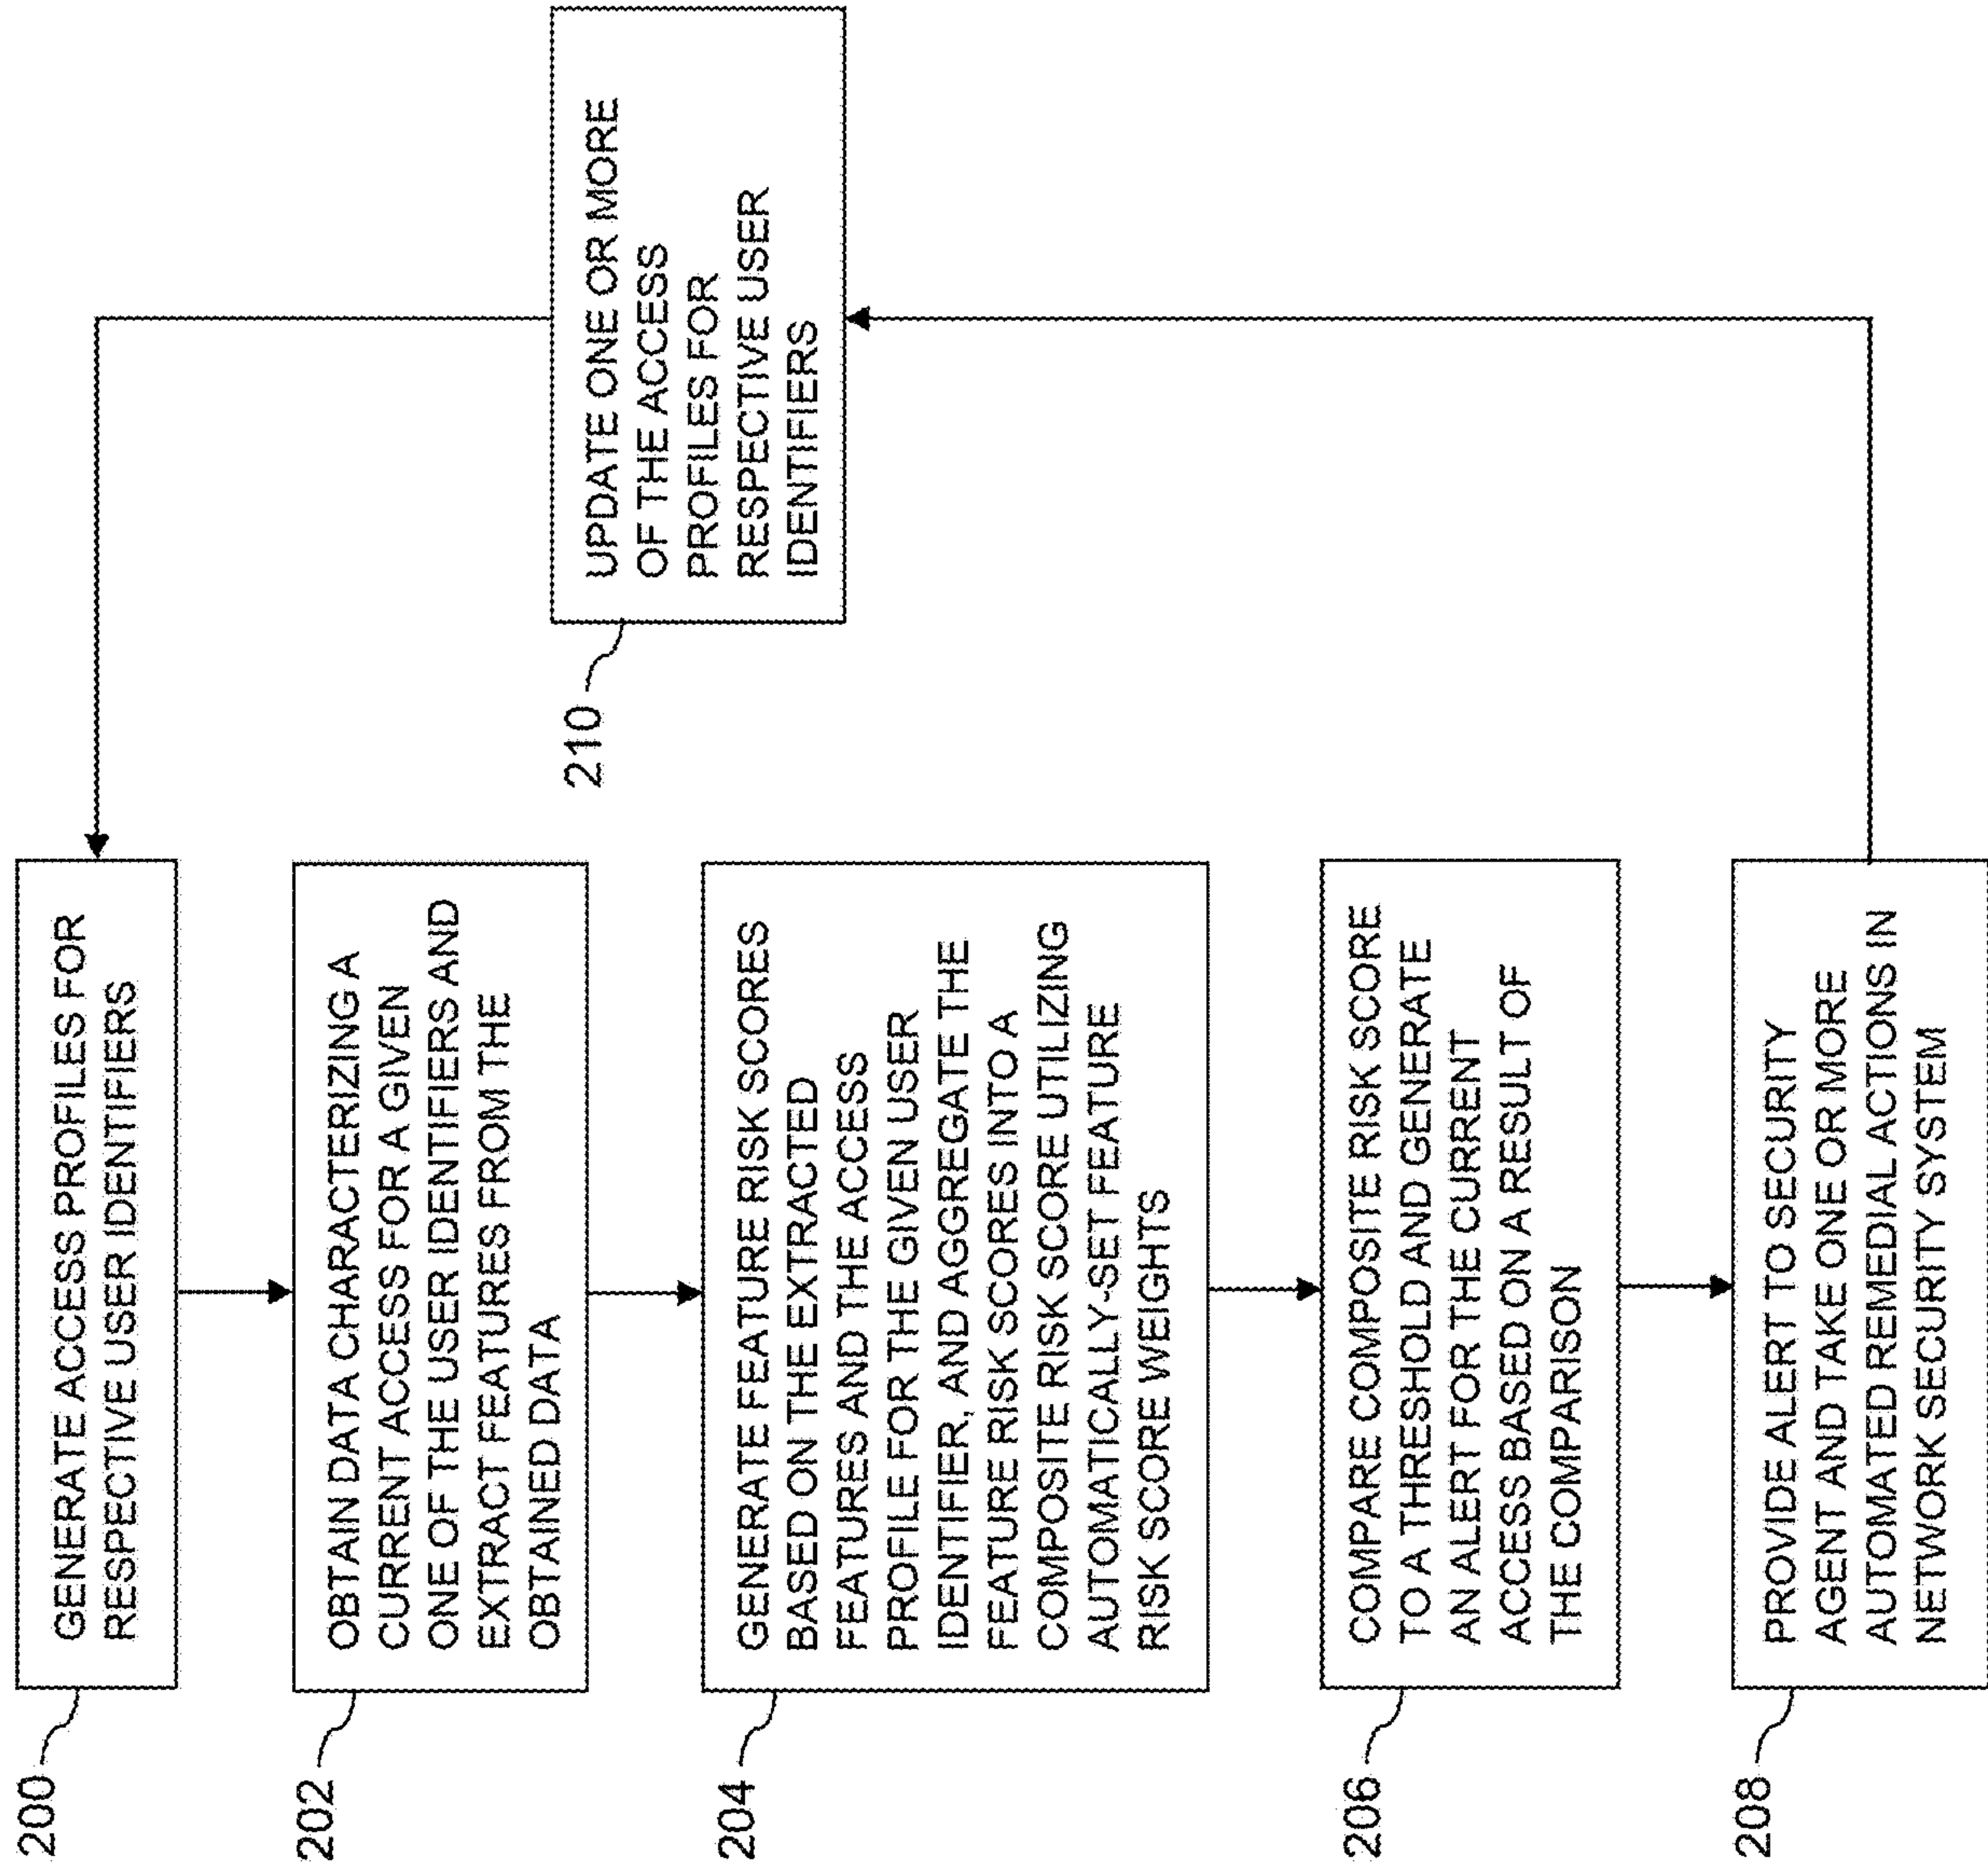 200
GENERATE ACCESS PROFILES FOR
RESPECTIVE USER IDENTIFIERS
202
OBTAIN DATA CHARACTERIZING A
CURRENT ACCESS FOR A GIVEN
ONE OF THE USER IDENTIFIERS AND
EXTRACT FEATURES FROM THE
OBTAINED DATA
204
GENERATE FEATURE RISK SCORES
BASED ON THE EXTRACTED
FEATURES AND THE ACCESS
PROFILE FOR THE GIVEN USER
IDENTIFIER, AND AGGREGATE THE
FEATURE RISK SCORES INTO A
COMPOSITE RISK SCORE UTILIZING
AUTOMATICALLY-SET FEATURE
RISK SCORE WEIGHTS
206
COMPARE COMPOSITE RISK SCORE
TO A THRESHOLD AND GENERATE
AN ALERT FOR THE CURRENT
ACCESS BASED ON A RESULT OF
THE COMPARISON
208
PROVIDE ALERT TO SECURITY
AGENT AND TAKE ONE OR MORE
AUTOMATED REMEDIAL ACTIONS IN
NETWORK SECURITY SYSTEM
210
UPDATE ONE OR MORE
OF THE ACCESS
PROFILES FOR
RESPECTIVE USER
IDENTIFIERS